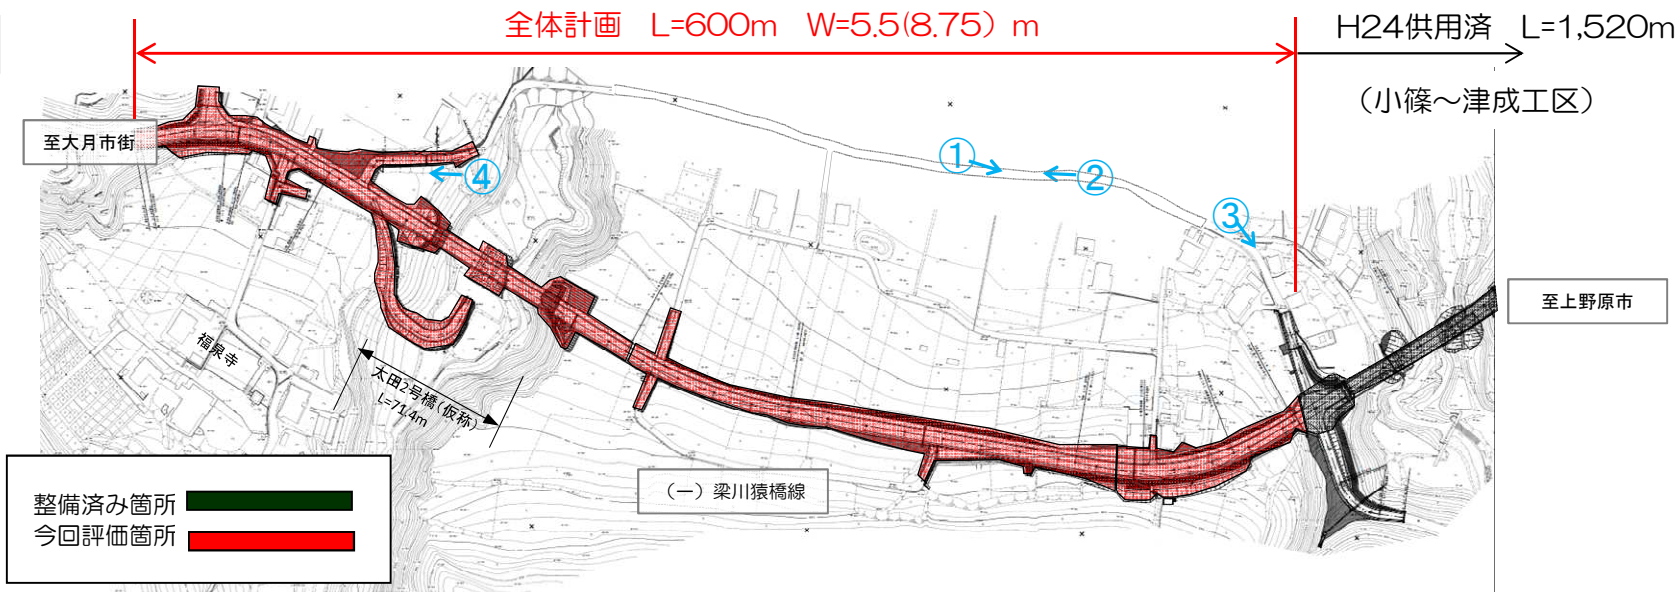 全体計画　L=600m　W=5.5(8.75）m
H24供用済　L=1,520m
（小篠～津成工区）
至大月市街
①
②
④
③
至上野原市
福泉寺
太田2号橋（仮称）
L=71.4m
（一）梁川猿橋線
整備済み箇所
今回評価箇所